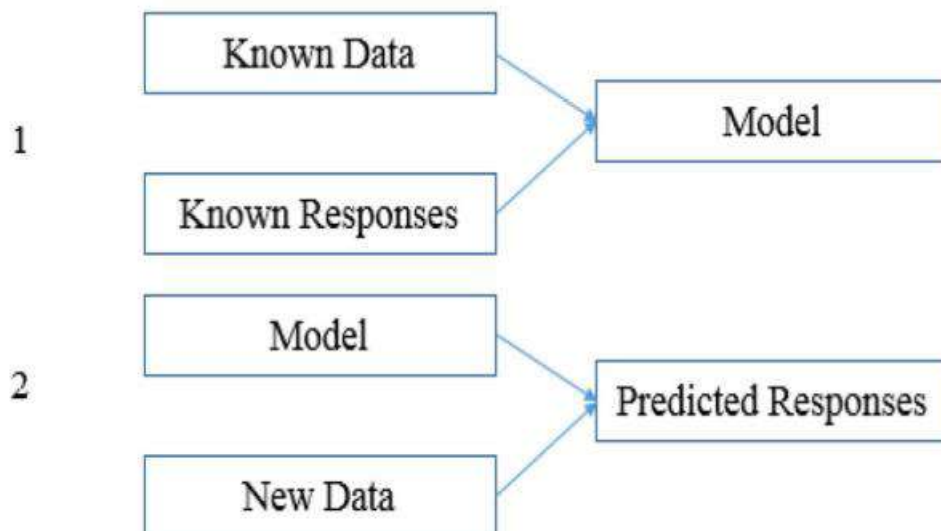 Known Data
1
Model
Known Responses
Model
2
Predicted Responses
New Data